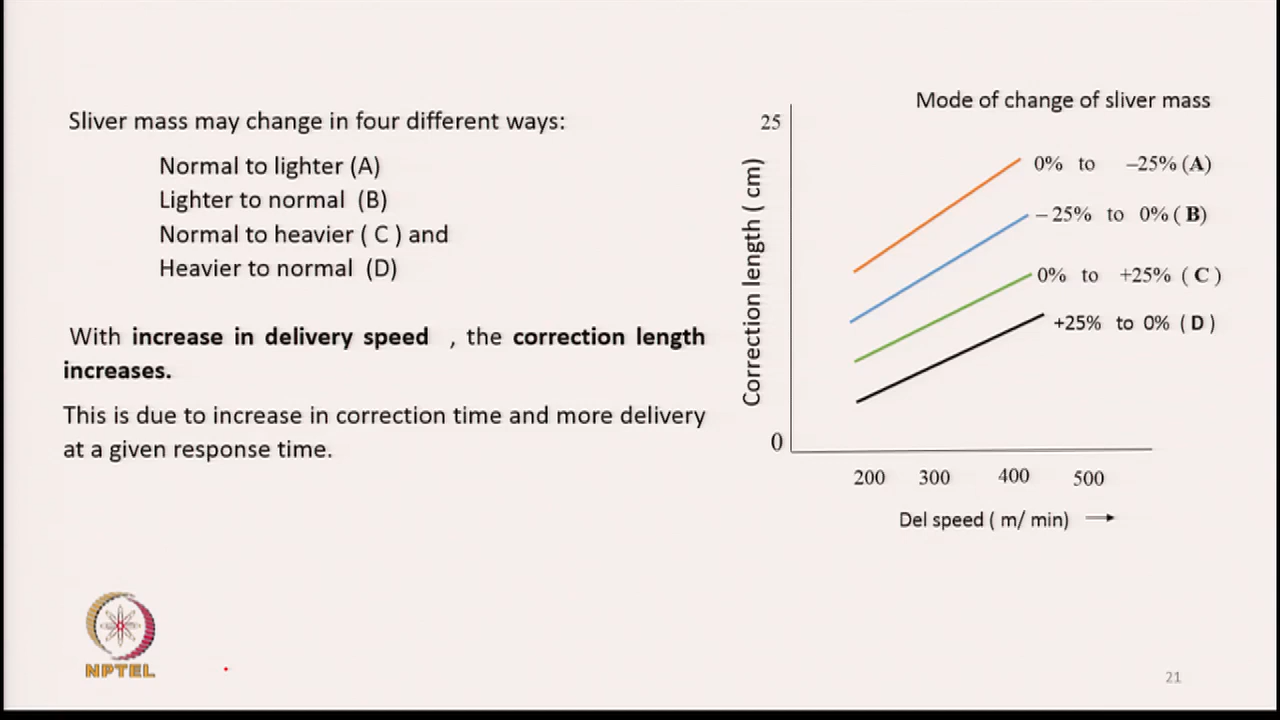 Sliver mass may change in four different ways:
Normal to lighter (A)
Lighter to normal (B)
Normal to heavier ( C ) and
Heavier to normal (D)
With increase in delivery speed , the correction length
increases.
This is due to increase in correction time and more delivery
at a given response time.
Mode of change of sliver mass
25
Correction length ( cm)
0% to –25% (A)
– 25% to 0% ( B)
0% to +25% ( C )
+25% to 0% ( D )
0
200 300 400 500
Del speed ( m/ min)
NPTEL
21